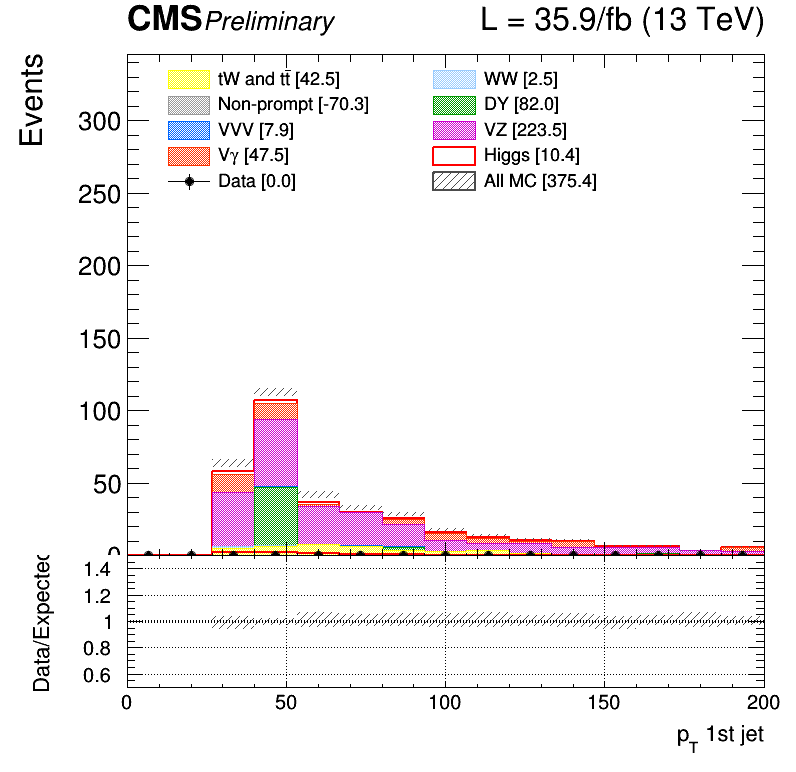 CMS Preliminary L = 35.9/fb (13 TeV)
Events
tW and tt̄ [42.5] WW [2.5]
Non-prompt [-70.3] DY [82.0]
VVV [7.9] VZ [223.5]
Vγ [47.5] Higgs [10.4]
Data [0.0] All MC [375.4]
300
250
200
150
100
50
0
Data/Expected
1.4
1.2
1
0.8
0.6
0 50 100 150 200
p_T 1st jet